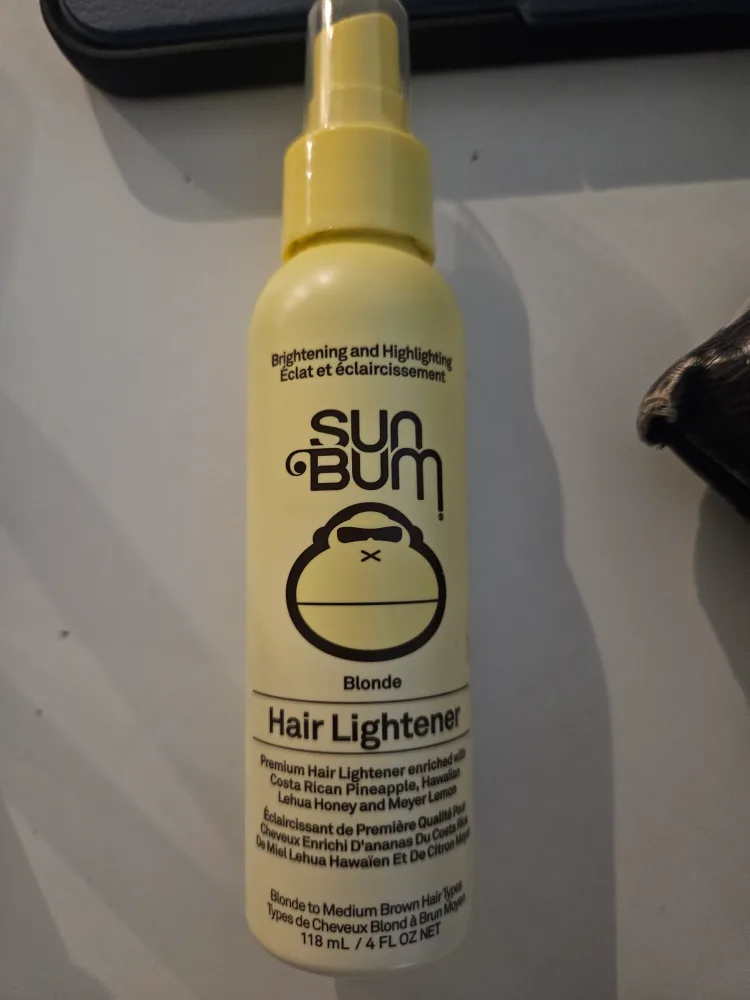 Brightening and Highlighting
Éclat et éclaircissement
SUN
BUM
Blonde
Hair Lightener
Premium Hair Lightener enriched with
Costa Rican Pineapple, Hawaiian
Lehua Honey and Meyer Lemon
Éclaircissant de Première Qualité Pour
Cheveux Enrichi D'ananas Du Costa Rica
De Miel Lehua Hawaïen Et De Citron Meyer
Blonde to Medium Brown Hair Types
Types de Cheveux Blond à Brun Moyen
118 mL / 4 FL OZ NET